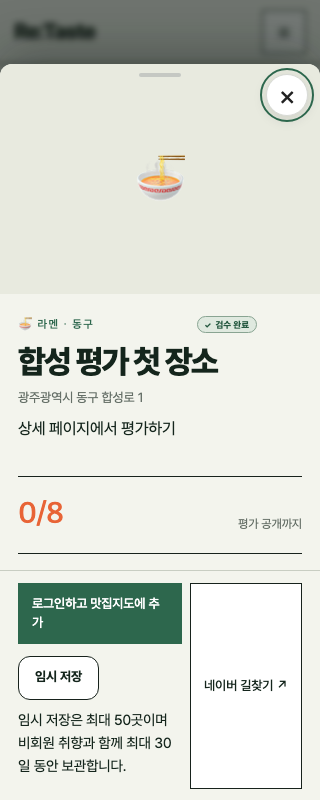 Re:Taste
×
×
🍜 라멘 · 동구
✓ 검수 완료
합성 평가 첫 장소
광주광역시 동구 합성로 1
상세 페이지에서 평가하기
0/8
평가 공개까지
로그인하고 맛집지도에 추
가
네이버 길찾기 ↗
임시 저장
임시 저장은 최대 50곳이며
비회원 취향과 함께 최대 30
일 동안 보관합니다.